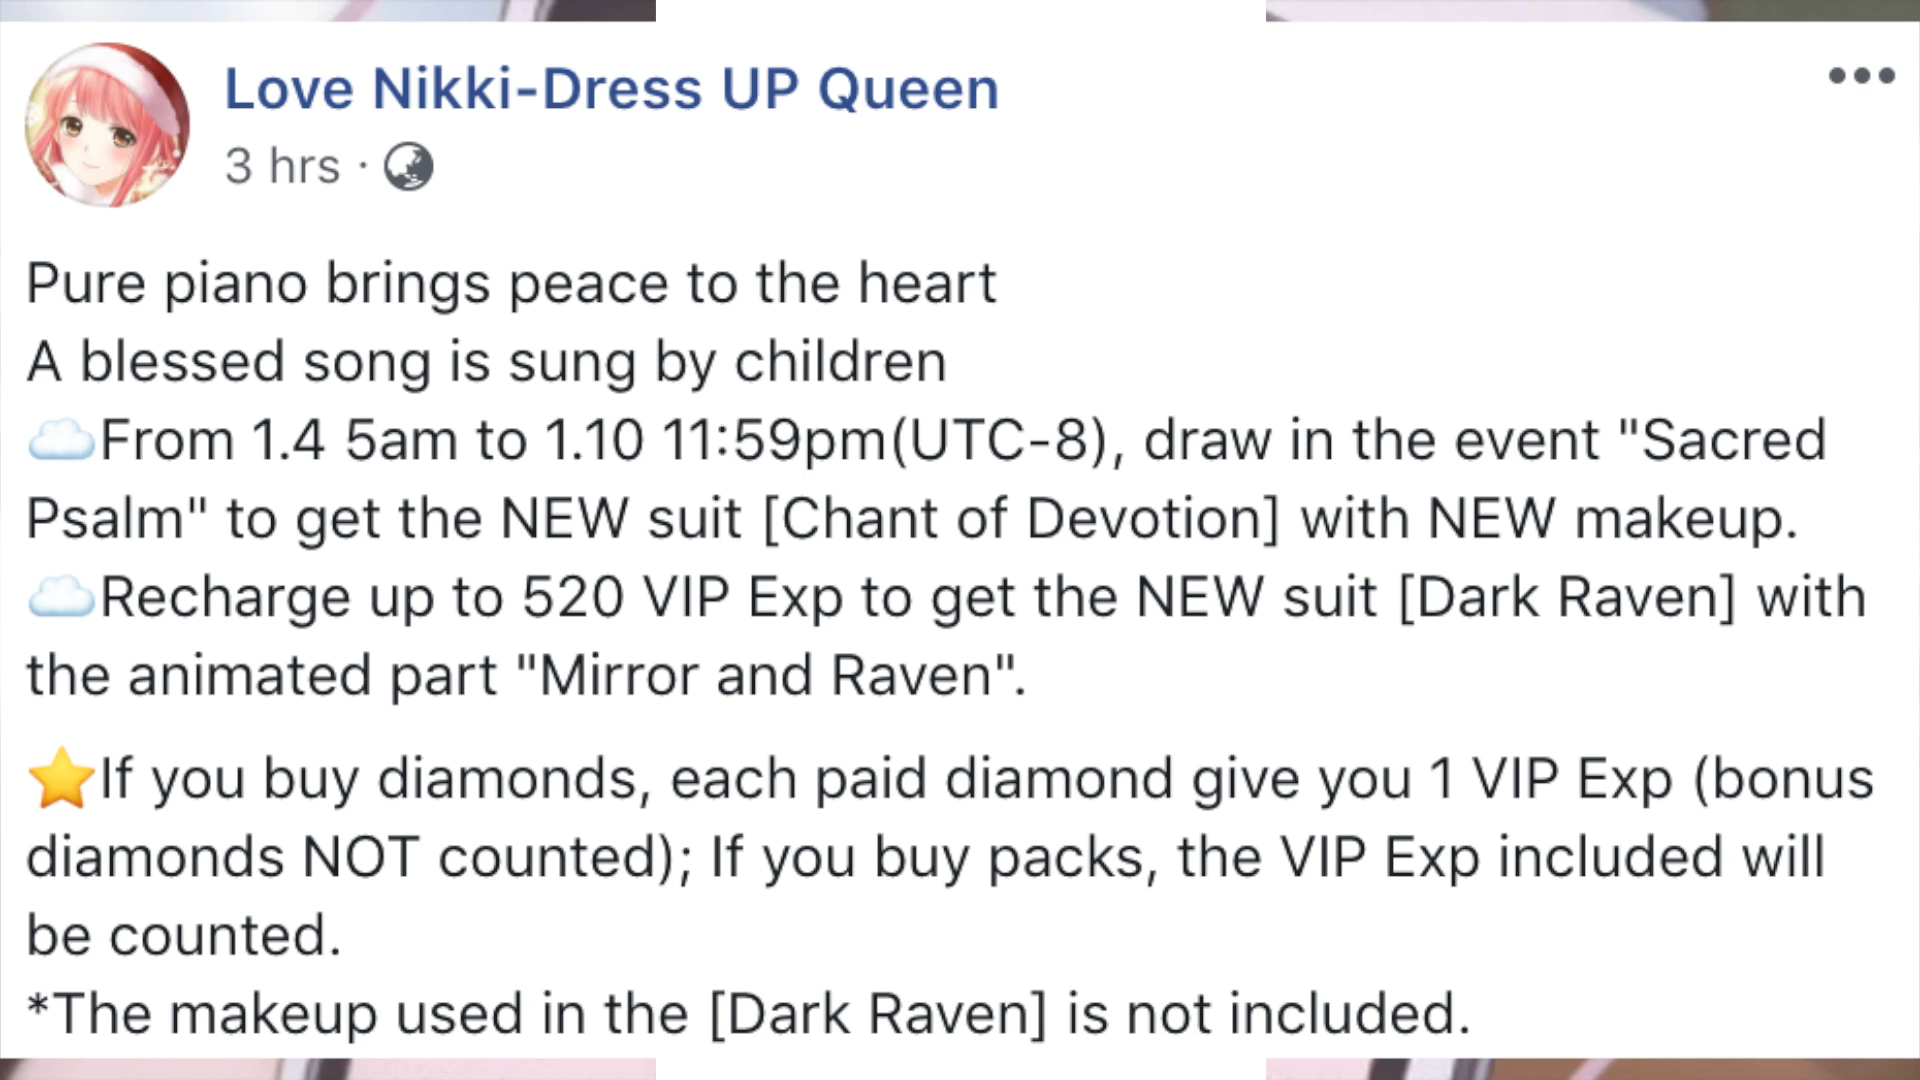 Love Nikki-Dress UP Queen
3 hrs ·
Pure piano brings peace to the heart
A blessed song is sung by children
☁️From 1.4 5am to 1.10 11:59pm(UTC-8), draw in the event "Sacred
Psalm" to get the NEW suit [Chant of Devotion] with NEW makeup.
☁️Recharge up to 520 VIP Exp to get the NEW suit [Dark Raven] with
the animated part "Mirror and Raven".
⭐If you buy diamonds, each paid diamond give you 1 VIP Exp (bonus
diamonds NOT counted); If you buy packs, the VIP Exp included will
be counted.
*The makeup used in the [Dark Raven] is not included.